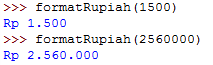 >>> formatRupiah(1500)
Rp 1.500
>>> formatRupiah(2560000)
Rp 2.560.000